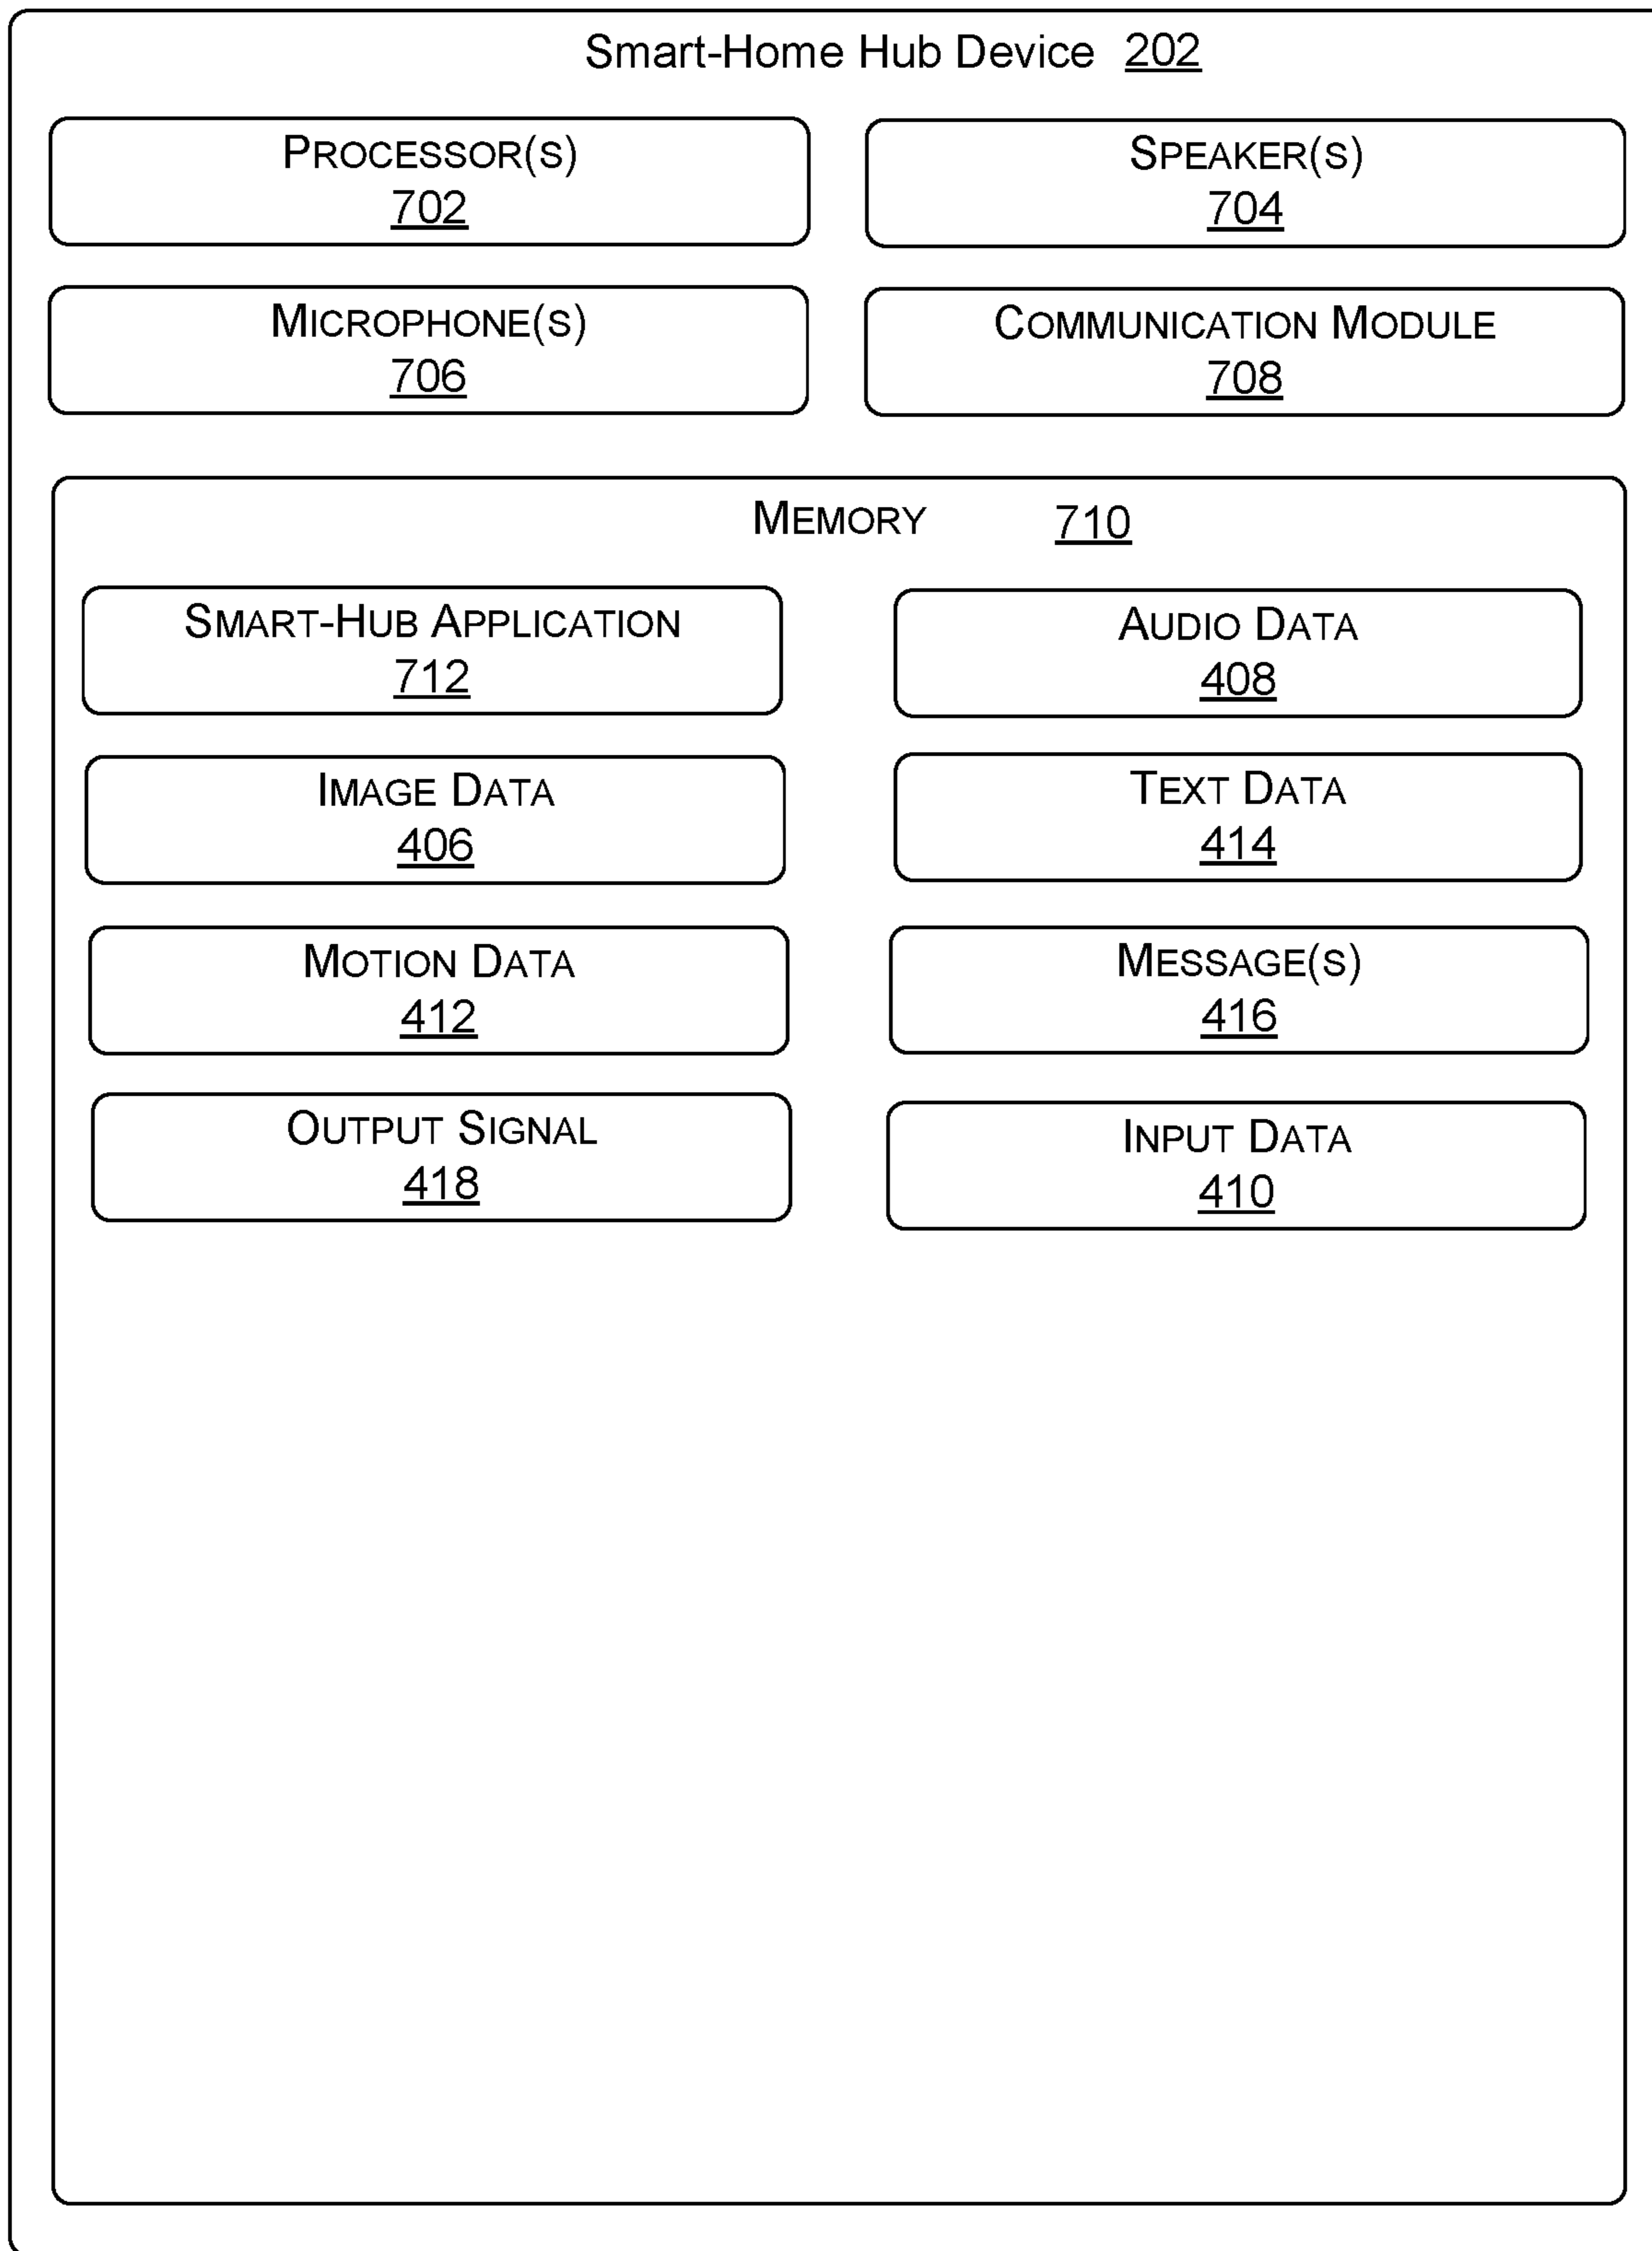 Smart-Home Hub Device 202
PROCESSOR(S)
702
SPEAKER(S)
704
MICROPHONE(S)
706
COMMUNICATION MODULE
708
MEMORY 710
SMART-HUB APPLICATION
712
AUDIO DATA
408
IMAGE DATA
406
TEXT DATA
414
MOTION DATA
412
MESSAGE(S)
416
OUTPUT SIGNAL
418
INPUT DATA
410